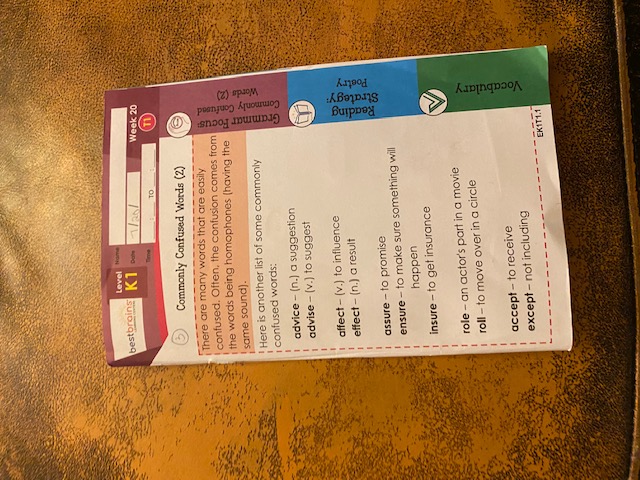 bestbrains
LEARNING CENTERS
Level
K1
Name
Date
Time
TO
Week 20
T1
3
Commonly Confused Words (2)
There are many words that are easily
confused. Often, the confusion comes from
the words being homophones (having the
same sound).
Here is another list of some commonly
confused words:
advice – (n.) a suggestion
advise – (v.) to suggest
affect – (v.) to influence
effect – (n.) a result
assure – to promise
ensure – to make sure something will
happen
insure – to get insurance
role – an actor's part in a movie
roll – to move over in a circle
accept – to receive
except – not including
EK1T1.1
Grammar Focus:
Commonly Confused
Words (2)
Reading
Strategy:
Poetry
Vocabulary